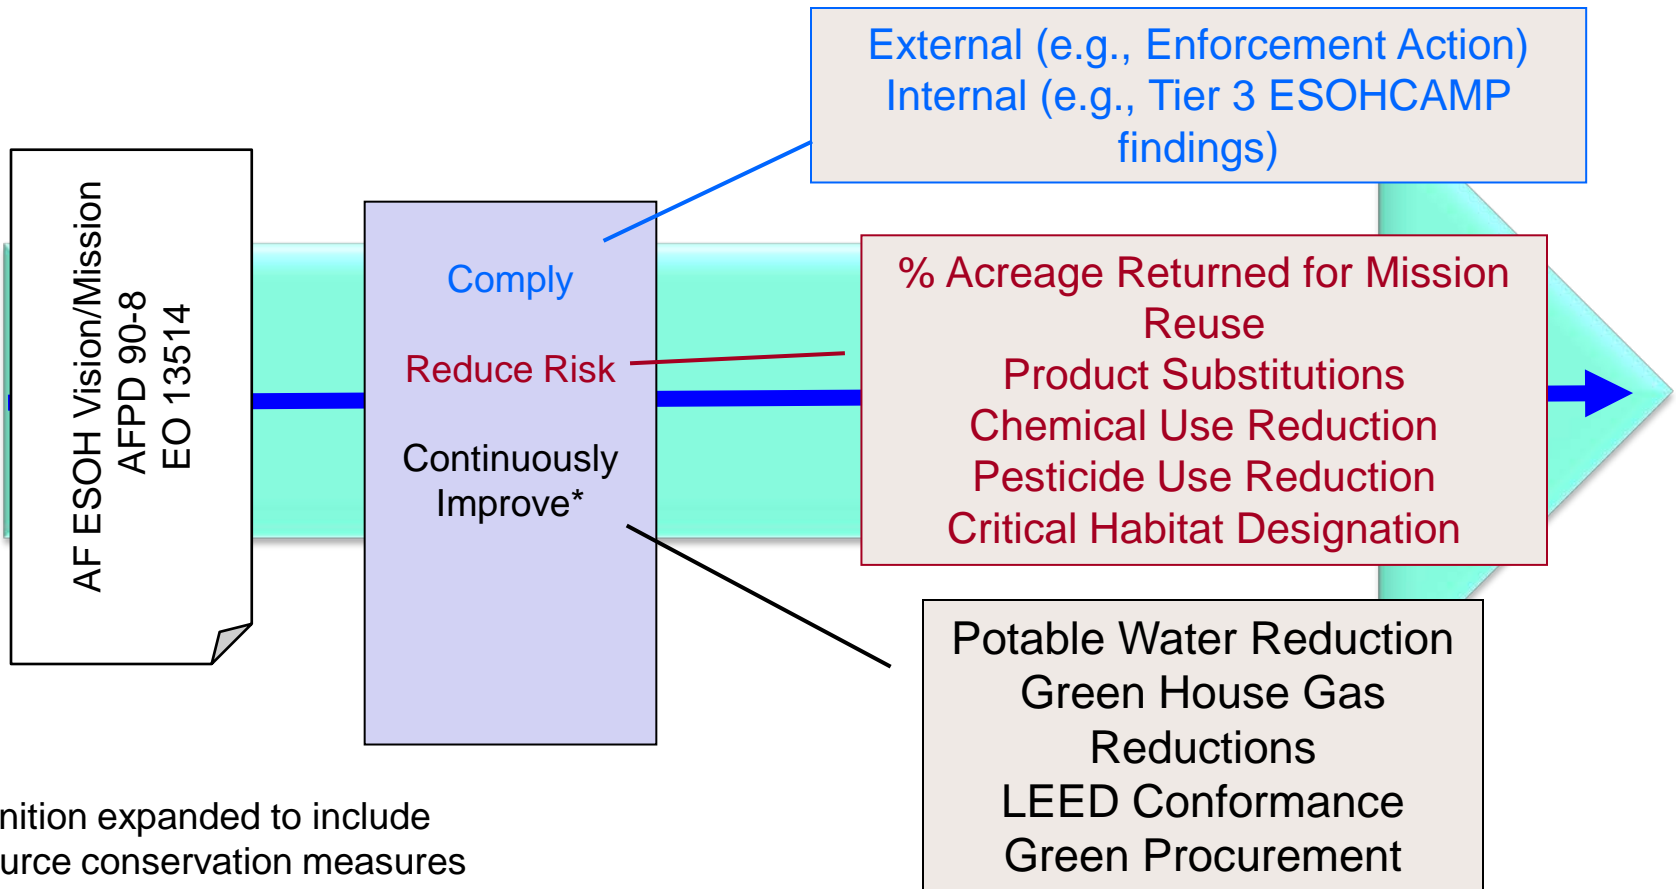 External (e.g., Enforcement Action)
Internal (e.g., Tier 3 ESOHCAMP
findings)
AF ESOH Vision/Mission
AFPD 90-8
EO 13514
Comply
Reduce Risk
Continuously
Improve*
% Acreage Returned for Mission
Reuse
Product Substitutions
Chemical Use Reduction
Pesticide Use Reduction
Critical Habitat Designation
Potable Water Reduction
Green House Gas
Reductions
LEED Conformance
Green Procurement
expanded to include
conservation measures